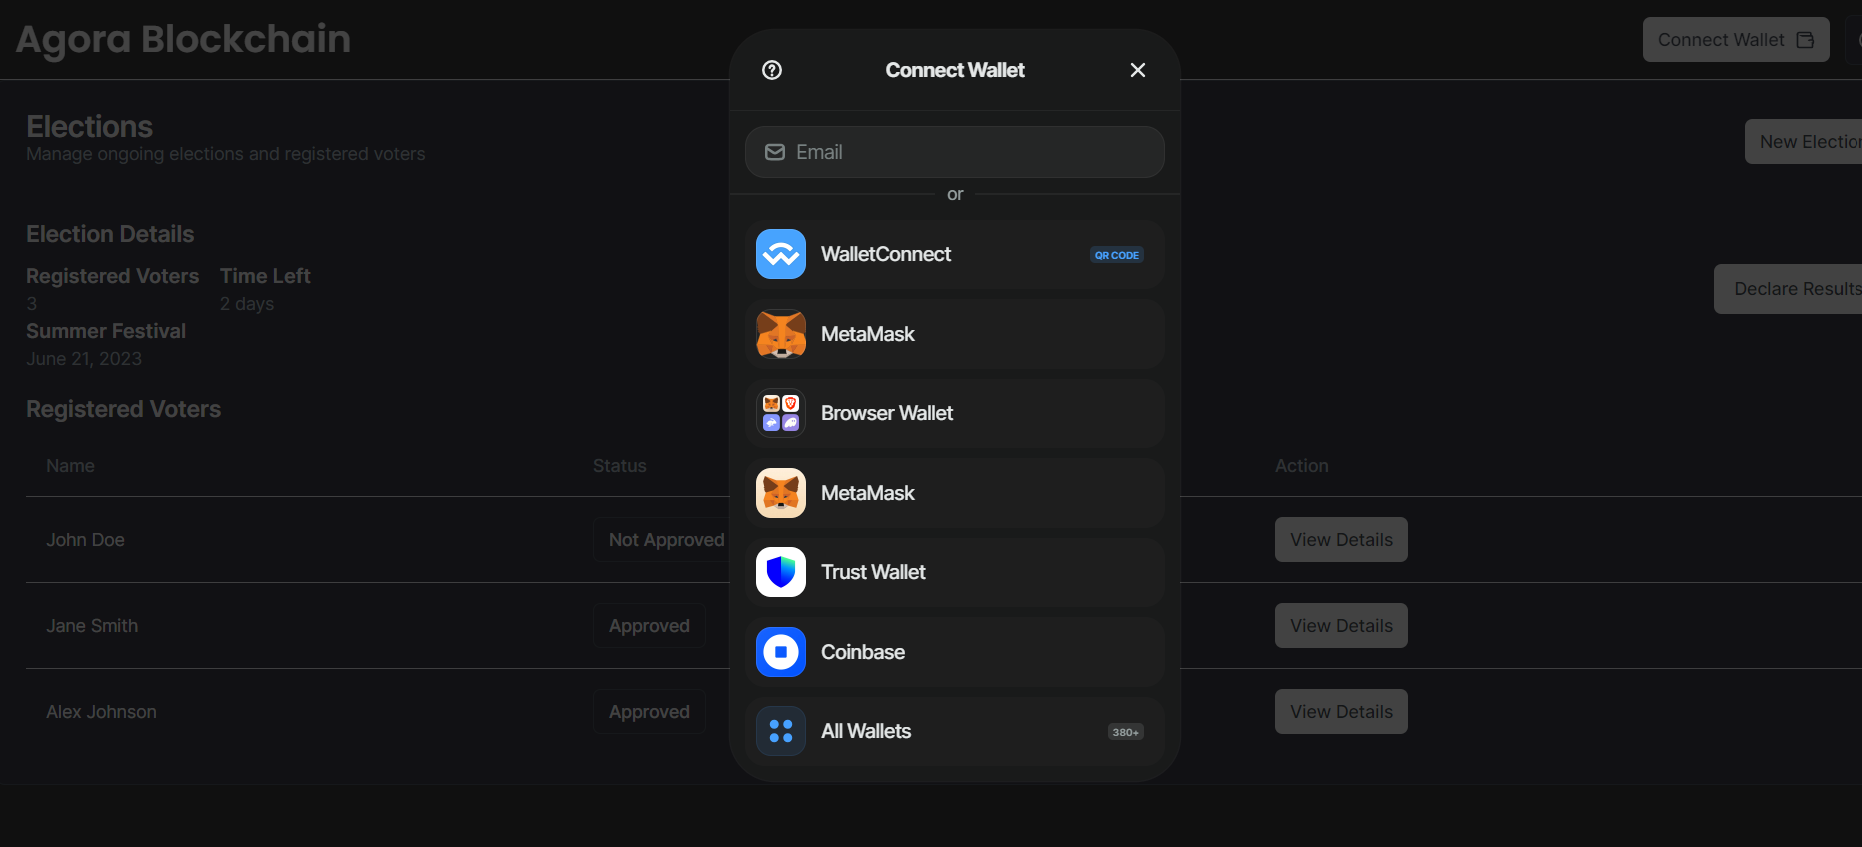 Agora Blockchain
Connect Wallet
Elections
Manage ongoing elections and registered voters
New Election
Election Details
Registered Voters Time Left
3 2 days
Declare Results
Summer Festival
June 21, 2023
Registered Voters
Name Status Action
John Doe Not Approved View Details
Jane Smith Approved View Details
Alex Johnson Approved View Details
Connect Wallet
Email
or
WalletConnect QR CODE
MetaMask
Browser Wallet
MetaMask
Trust Wallet
Coinbase
All Wallets 380+